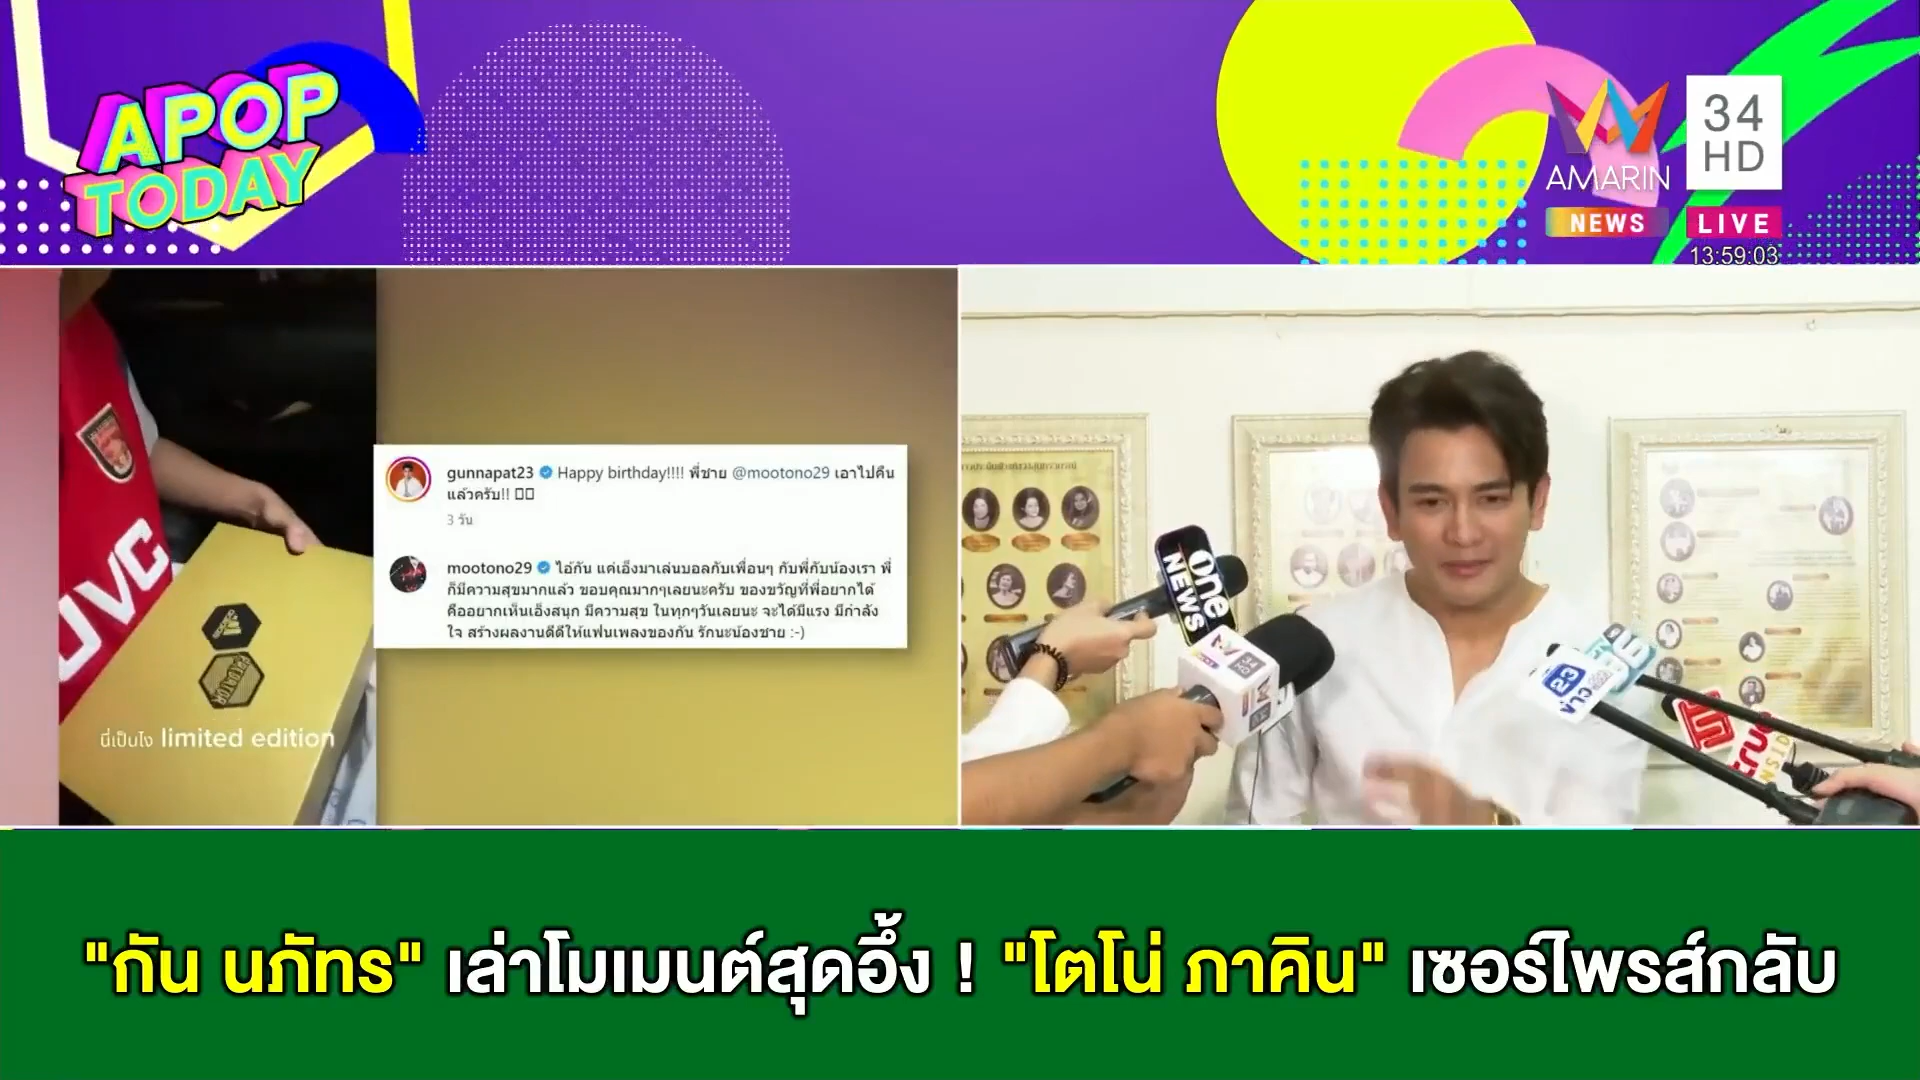 APOP
TODAY
34
HD
AMARIN
NEWS
LIVE
13:59:03
gunnapat23 Happy birthday!!!! พี่ชาย @mootono29 เอาไปคืน
แล้วครับ!!
3 วัน
mootono29 ไอ้กัน แค่เอ็งมาเล่นบอลกับเพื่อนๆ กับพี่กับน้องเรา พี่
ก็มีความสุขมากแล้ว ขอบคุณมากๆเลยนะครับ ของขวัญที่พี่อยากได้
คืออยากเห็นเอ็งสนุก มีความสุข ในทุกๆวันเลยนะ จะได้มีแรง มีกำลัง
ใจ สร้างผลงานดีดีให้แฟนเพลงของกัน รักนะน้องชาย :-)
JVC
นี่เป็นไง limited edition
one
NEWS
34
23
"กัน นภัทร" เล่าโมเมนต์สุดอึ้ง ! "โตโน่ ภาคิน" เซอร์ไพรส์กลับ